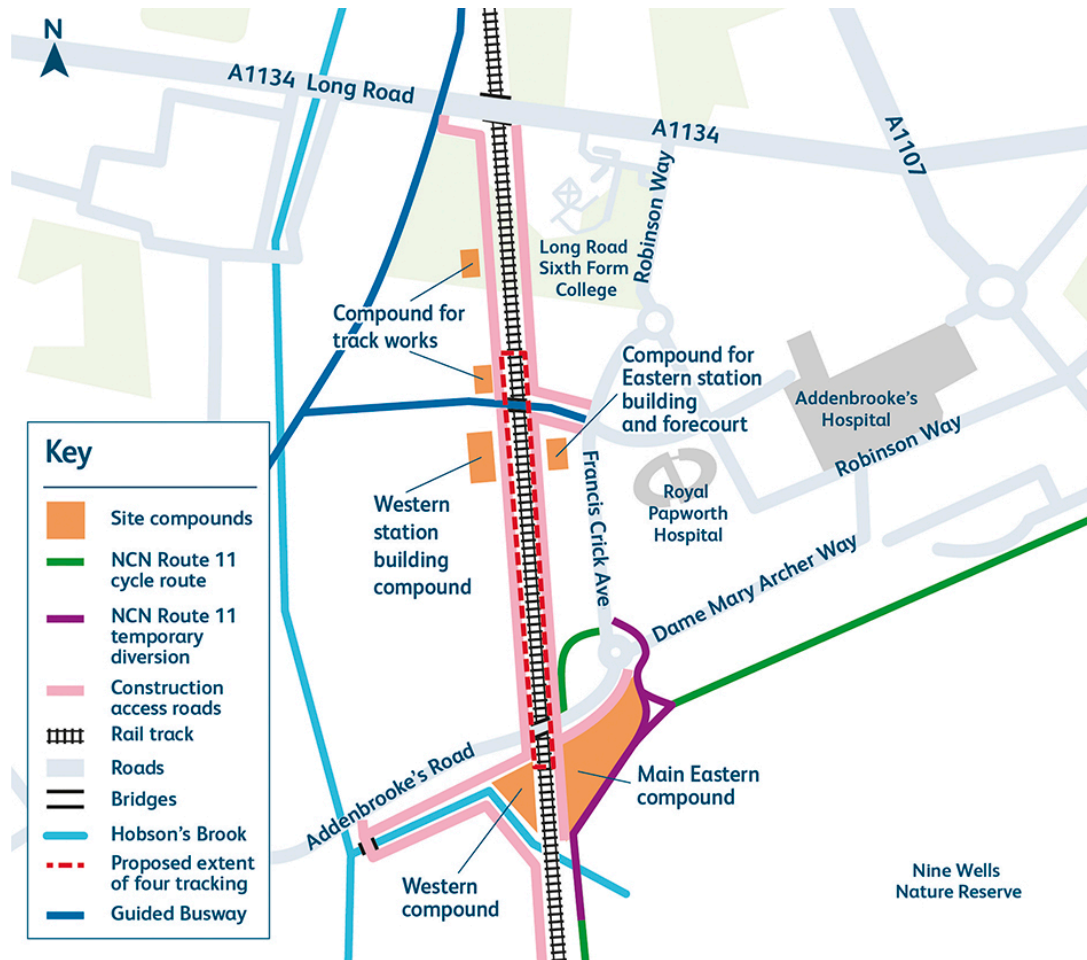 N
A1134 Long Road
A1134
A1107
Robinson Way
Long Road
Sixth Form
College
Compound for
track works
Compound for
Eastern station
building
and forecourt
Addenbrooke's
Hospital
Robinson Way
Key
Site compounds
NCN Route 11
cycle route
NCN Route 11
temporary
diversion
Construction
access roads
Rail track
Roads
Bridges
Hobson's Brook
Proposed extent
of four tracking
Guided Busway
Western
station
building
compound
Francis Crick Ave
Royal
Papworth
Hospital
Dame Mary Archer Way
Addenbrooke's Road
Main Eastern
compound
Western
compound
Nine Wells
Nature Reserve